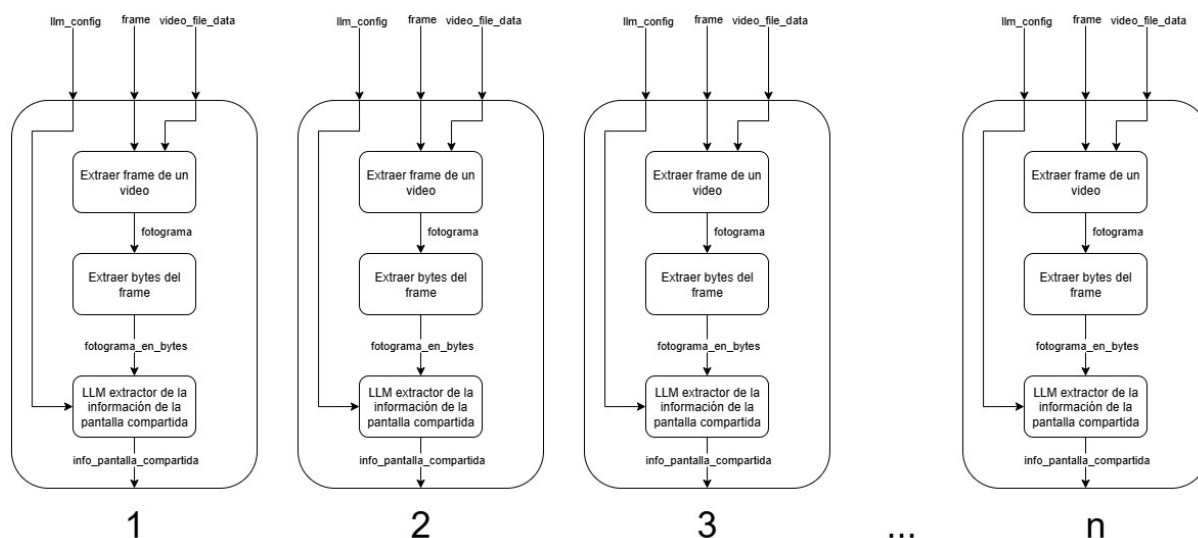 llm_config frame video_file_data
Extraer frame de un
video
fotograma
Extraer bytes del
frame
fotograma_en_bytes
LLM extractor de la
información de la
pantalla compartida
info_pantalla_compartida
1
llm_config frame video_file_data
Extraer frame de un
video
fotograma
Extraer bytes del
frame
fotograma_en_bytes
LLM extractor de la
información de la
pantalla compartida
info_pantalla_compartida
2
llm_config frame video_file_data
Extraer frame de un
video
fotograma
Extraer bytes del
frame
fotograma_en_bytes
LLM extractor de la
información de la
pantalla compartida
info_pantalla_compartida
3
...
llm_config frame video_file_data
Extraer frame de un
video
fotograma
Extraer bytes del
frame
fotograma_en_bytes
LLM extractor de la
información de la
pantalla compartida
info_pantalla_compartida
n